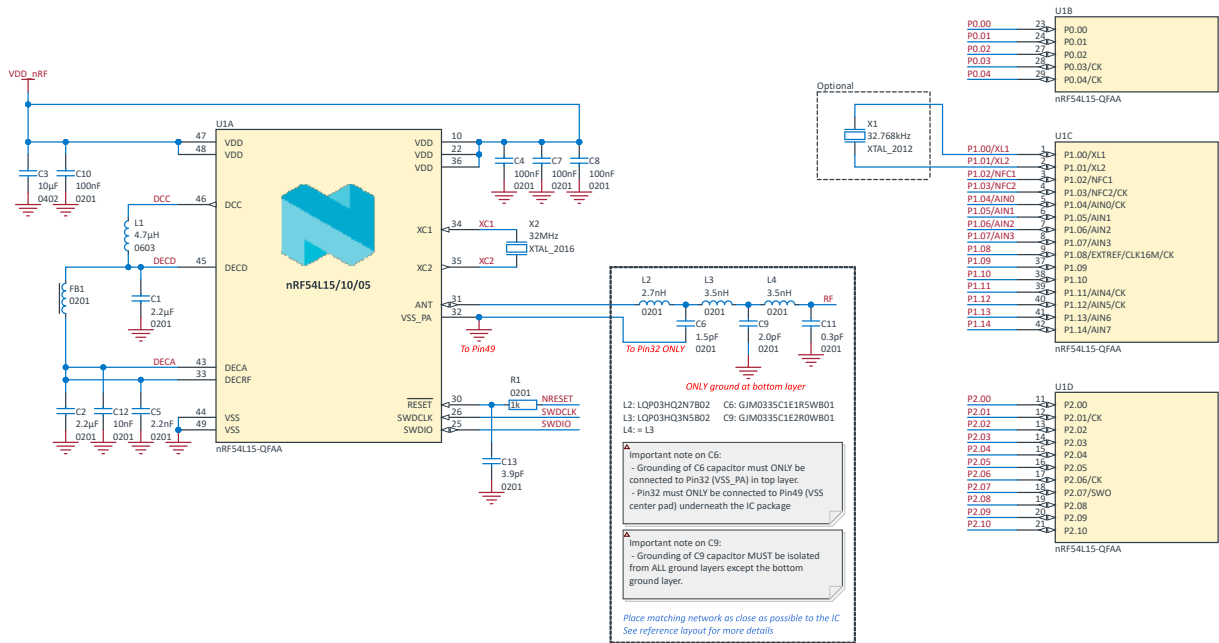 VDD_nRF
U1A
47
VDD
48
VDD
46
DCC
DCC
45
DECD
DECD
43
DECA
DECA
33
DECRF
44
VSS
49
VSS
nRF54L15-QFAA
nRF54L15/10/05
VDD
10
VDD
22
VDD
36
XC1
34
XC1
XC2
35
XC2
ANT
31
VSS_PA
32
RESET
30
SWDCLK
26
SWDIO
25
NRESET
SWDCLK
SWDIO
C3
10µF
0402
C10
100nF
0201
L1
4.7µH
0603
FB1
0201
C1
2.2µF
0201
C2
2.2µF
0201
C12
10nF
0201
C5
2.2nF
0201
C4
100nF
0201
C7
100nF
0201
C8
100nF
0201
X2
32MHz
XTAL_2016
To Pin49
R1
0201
1k
C13
3.9pF
0201
L2
2.7nH
0201
L3
3.5nH
0201
L4
3.5nH
0201
RF
C6
1.5pF
0201
C9
2.0pF
0201
C11
0.3pF
0201
To Pin32 ONLY
ONLY ground at bottom layer
L2: LQP03HQ2N7B02 C6: GJM0335C1E1R5WB01
L3: LQP03HQ3N5B02 C9: GJM0335C1E2R0WB01
L4: = L3
Important note on C6:
- Grounding of C6 capacitor must ONLY be
connected to Pin32 (VSS_PA) in top layer.
- Pin32 must ONLY be connected to Pin49 (VSS
center pad) underneath the IC package
Important note on C9:
- Grounding of C9 capacitor MUST be isolated
from ALL ground layers except the bottom
ground layer.
Place matching network as close as possible to the IC
See reference layout for more details
Optional
X1
32.768kHz
XTAL_2012
U1B
P0.00 23 P0.00
P0.01 24 P0.01
P0.02 27 P0.02
P0.03 28 P0.03/CK
P0.04 29 P0.04/CK
nRF54L15-QFAA
U1C
P1.00/XL1 1 P1.00/XL1
P1.01/XL2 2 P1.01/XL2
P1.02/NFC1 3 P1.02/NFC1
P1.03/NFC2 4 P1.03/NFC2/CK
P1.04/AIN0 5 P1.04/AIN0/CK
P1.05/AIN1 6 P1.05/AIN1
P1.06/AIN2 7 P1.06/AIN2
P1.07/AIN3 8 P1.07/AIN3
P1.08 9 P1.08/EXTREF/CLK16M/CK
P1.09 37 P1.09
P1.10 38 P1.10
P1.11 39 P1.11/AIN4/CK
P1.12 40 P1.12/AIN5/CK
P1.13 41 P1.13/AIN6
P1.14 42 P1.14/AIN7
nRF54L15-QFAA
U1D
P2.00 11 P2.00
P2.01 12 P2.01/CK
P2.02 13 P2.02
P2.03 14 P2.03
P2.04 15 P2.04
P2.05 16 P2.05
P2.06 17 P2.06/CK
P2.07 18 P2.07/SWO
P2.08 19 P2.08
P2.09 20 P2.09
P2.10 21 P2.10
nRF54L15-QFAA